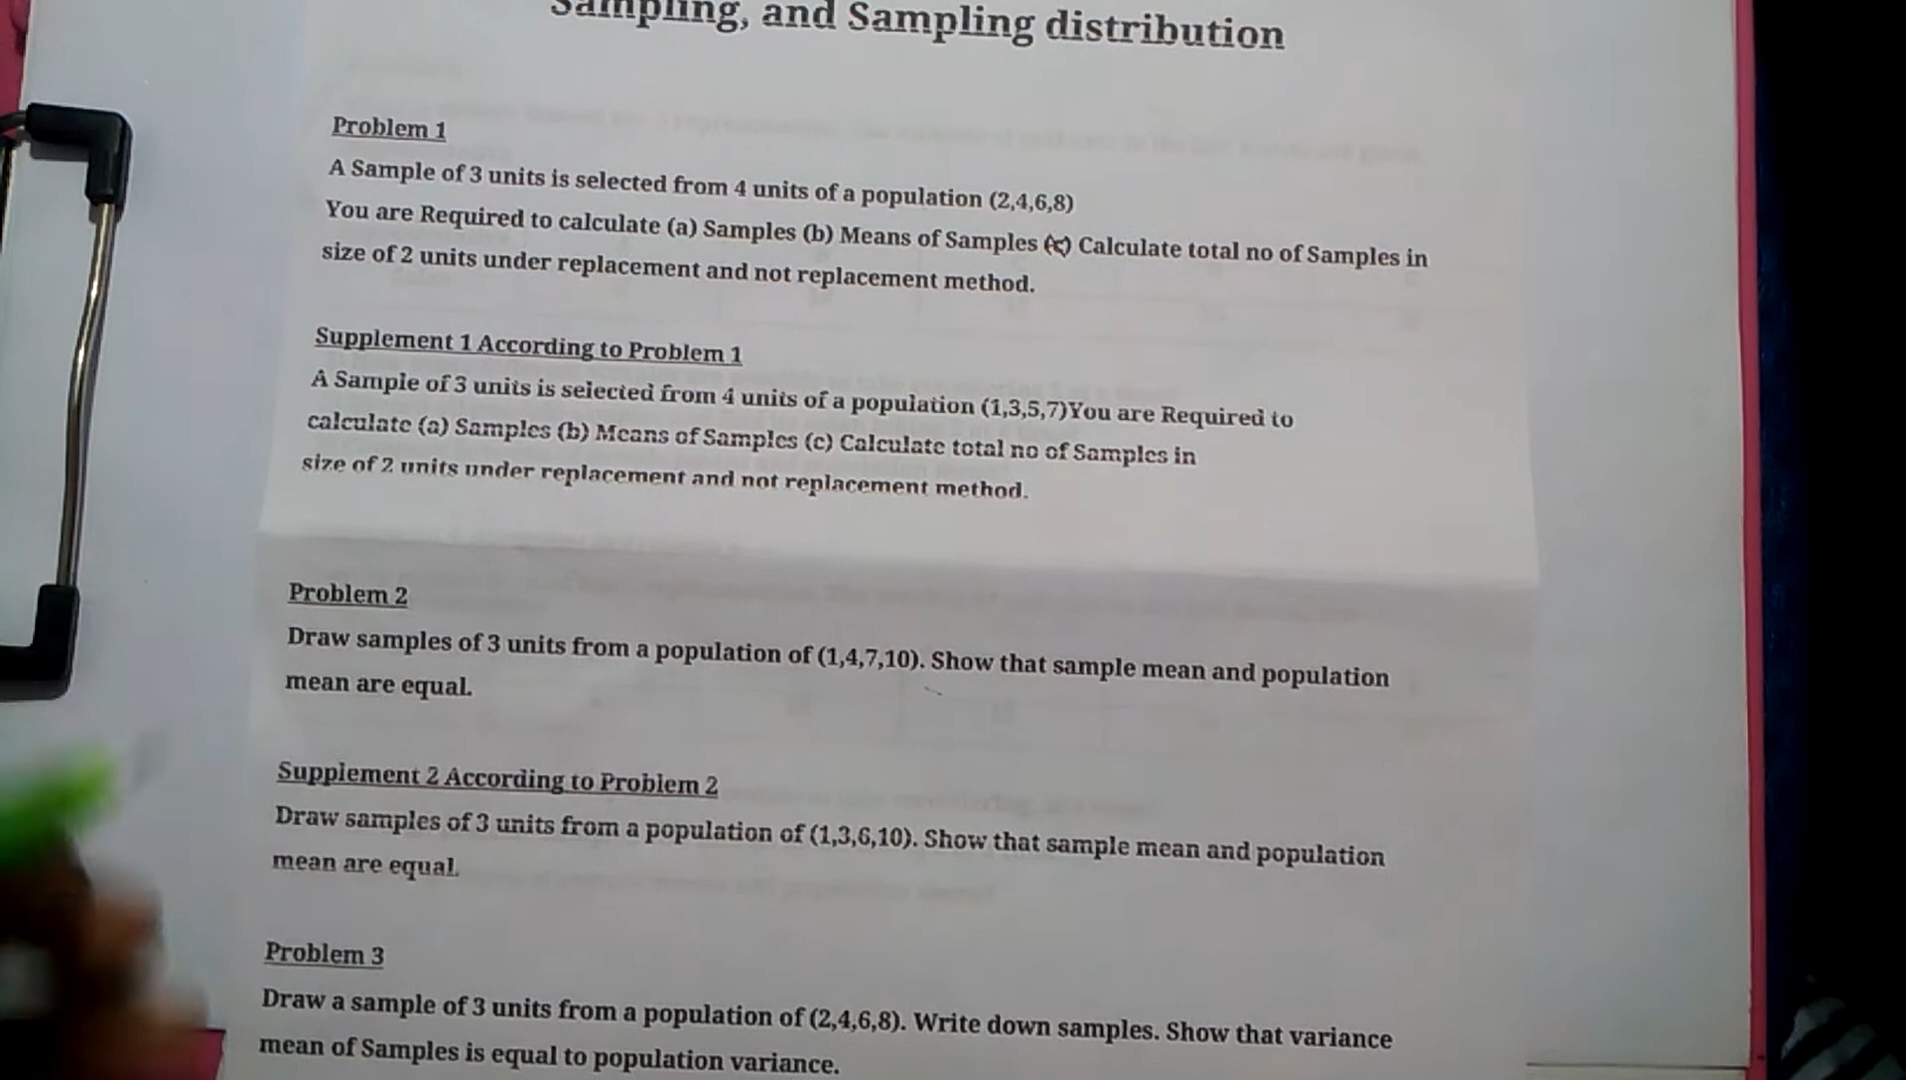 Sampling, and Sampling distribution
Problem 1
A Sample of 3 units is selected from 4 units of a population (2,4,6,8)
You are Required to calculate (a) Samples (b) Means of Samples (c) Calculate total no of Samples in
size of 2 units under replacement and not replacement method.
Supplement 1 According to Problem 1
A Sample of 3 units is selected from 4 units of a population (1,3,5,7)You are Required to
calculate (a) Samples (b) Means of Samples (c) Calculate total no of Samples in
size of 2 units under replacement and not replacement method.
Problem 2
Draw samples of 3 units from a population of (1,4,7,10). Show that sample mean and population
mean are equal.
Supplement 2 According to Problem 2
Draw samples of 3 units from a population of (1,3,6,10). Show that sample mean and population
mean are equal.
Problem 3
Draw a sample of 3 units from a population of (2,4,6,8). Write down samples. Show that variance
mean of Samples is equal to population variance.